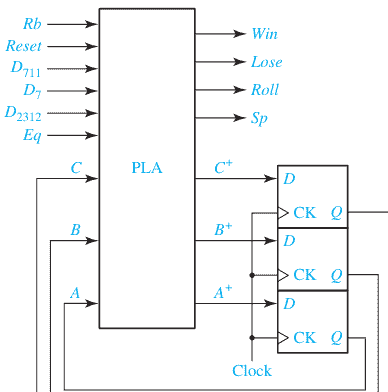 Rb
Reset
D711
D7
D2312
Eq
C
B
A
PLA
Win
Lose
Roll
Sp
C+
B+
A+
D
CK Q
D
CK Q
D
CK Q
Clock